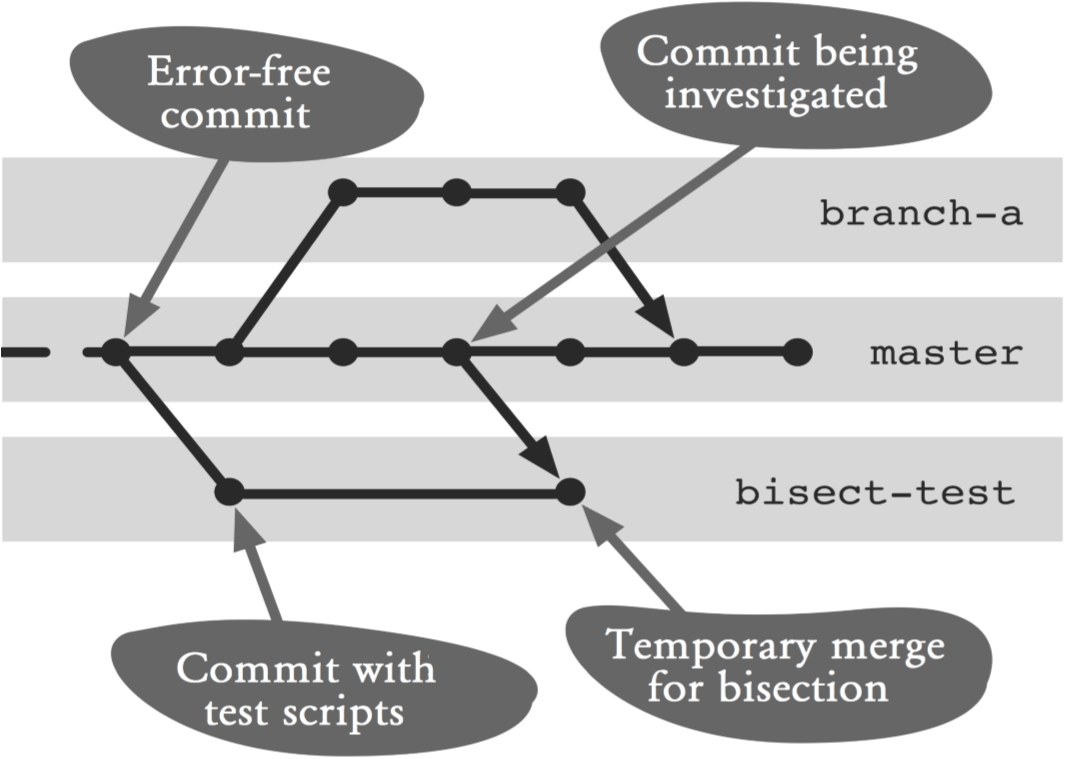 Error-free
commit
Commit being
investigated
branch-a
master
bisect-test
Commit with
test scripts
Temporary merge
for bisection